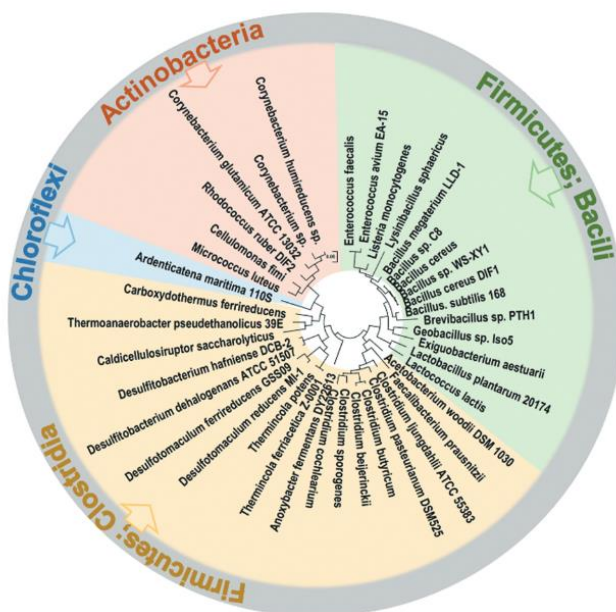 Actinobacteria
Firmicutes; Bacili
Chloroflexi
Firmicutes; Clostridia
Corynebacterium humireducens sp.
Corynebacterium sp.
Corynebacterium glutanicum ATCC 13032
Rhodococcus ruber DIF2
Cellulomonas fimi
Micrococcus luteus
Ardenticatena maritima 110S
Carboxydothermus ferrireducens
Thermoanaerobacter pseudethanolicus 39E
Caldicellulosiruptor saccharolyticus
Desulfitobacterium hafniense DCB-2
Desulfitobacterium dehalogenans ATCC 51507
Desulfotomaculum ferrireducens GSS09
Desulfotomaculum reducens MI-1
Thermincola potens
Thermincola ferriacetica Z-0001
Anoxybacter fermentans DY22613
Clostridium cochlearium
Clostridium sporogenes
Clostridium beijerinckii
Clostridium butyricum
Clostridium pasteurianum DSM525
Clostridium ljungdahlii ATCC 55383
Faecalibacterium prausnitzii
Acetobacterium woodii DSM 1030
Lactococcus lactis
Lactobacillus plantarum 20174
Exiguobacterium aestuarii
Geobacillus sp. Iso5
Brevibacillus sp. PTH1
Bacillus. subtilis 168
Bacillus cereus DIF1
Bacillus sp. WS-XY1
Bacillus cereus
Bacillus sp. C8
Bacillus megaterium LLD-1
Lysinibacillus sphaericus
Listeria monocytogenes
Enterococcus avium EA-15
Enterococcus faecalis